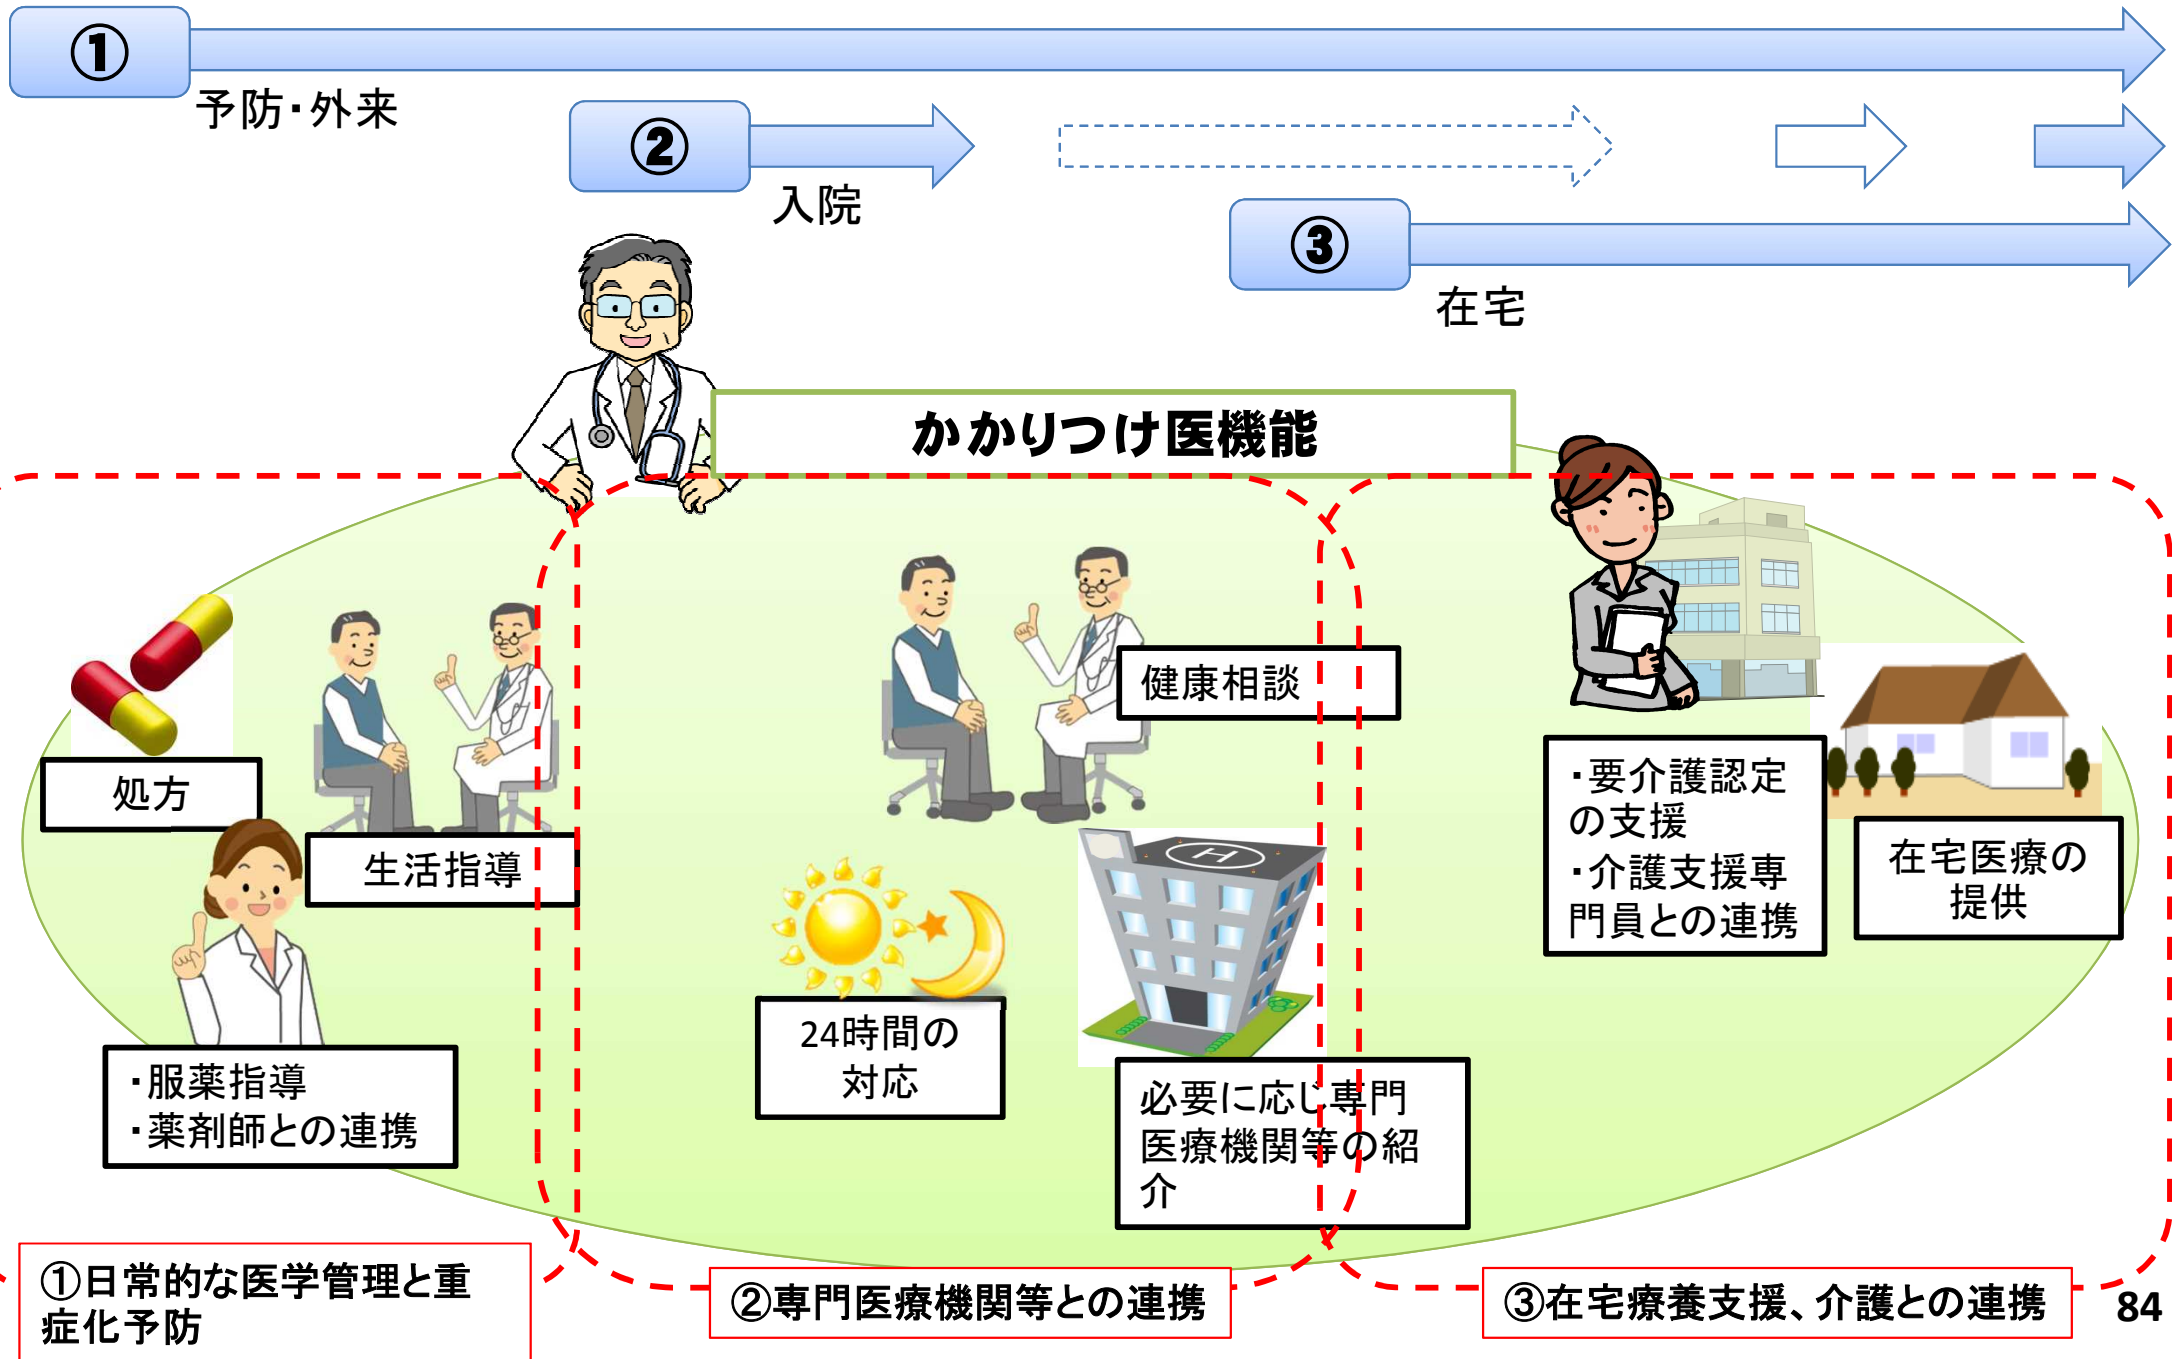 ①
予防・外来
②
入院
③
在宅
かかりつけ医機能
処方
生活指導
・服薬指導
・薬剤師との連携
健康相談
24時間の
対応
必要に応じ専門
医療機関等の紹
介
・要介護認定
の支援
・介護支援専
門員との連携
在宅医療の
提供
H
①日常的な医学管理と重
症化予防
②専門医療機関等との連携
③在宅療養支援、介護との連携
84